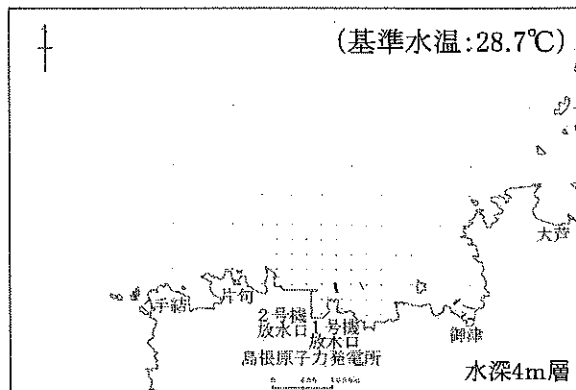 (基準水温:28.7℃)
大芦
手結
片句
御津
2号機
放水口
1号機
放水口
島根原子力発電所
水深4m層